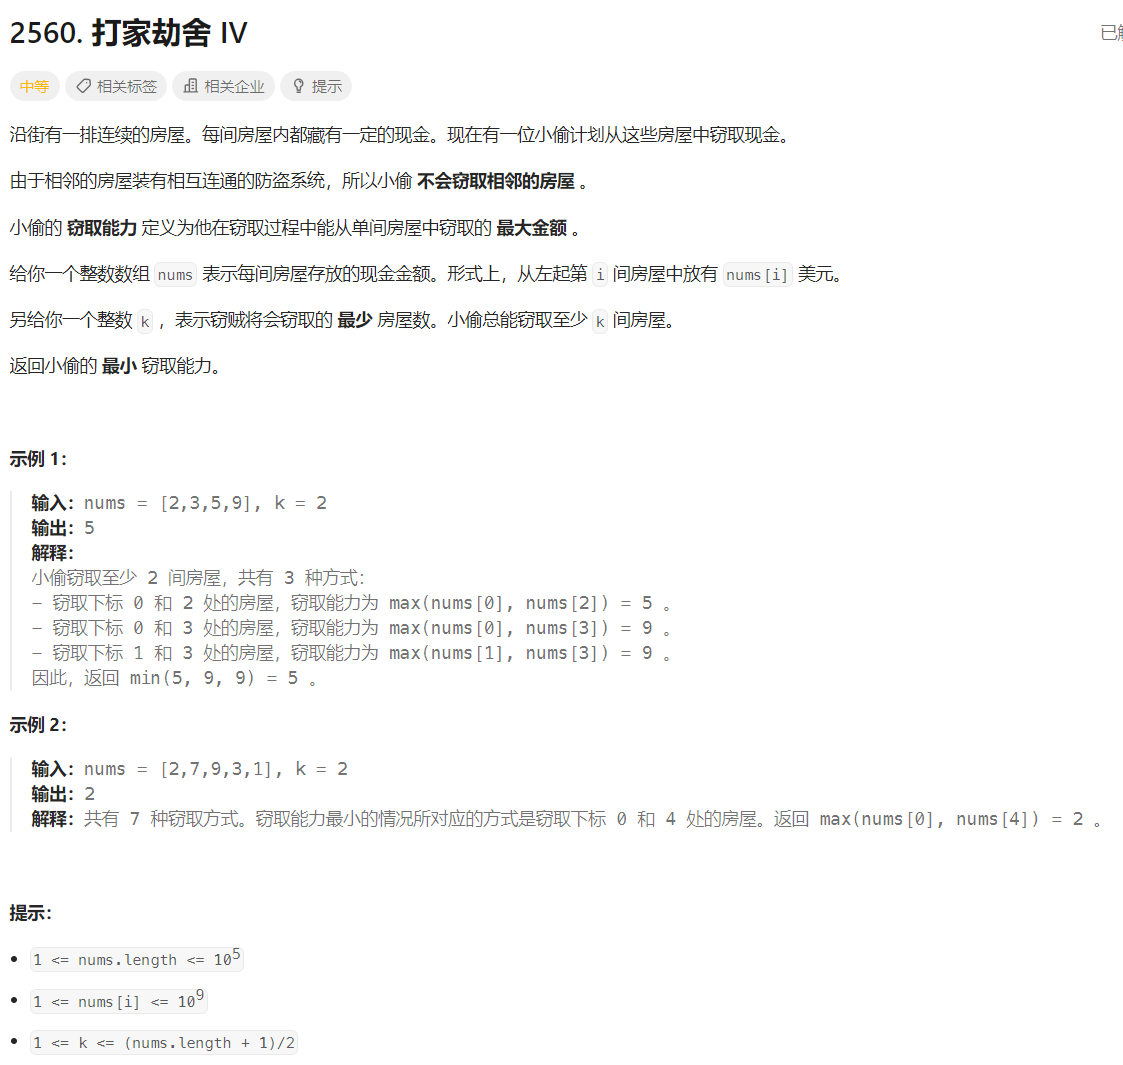 2560. 打家劫舍 IV
已解
中等 相关标签 相关企业 提示
沿街有一排连续的房屋。每间房屋内都藏有一定的现金。现在有一位小偷计划从这些房屋中窃取现金。
由于相邻的房屋装有相互连通的防盗系统，所以小偷 不会窃取相邻的房屋 。
小偷的 窃取能力 定义为他在窃取过程中能从单间房屋中窃取的 最大金额 。
给你一个整数数组 nums 表示每间房屋存放的现金金额。形式上，从左起第 i 间房屋中放有 nums[i] 美元。
另给你一个整数 k ，表示窃贼将会窃取的 最少 房屋数。小偷总能窃取至少 k 间房屋。
返回小偷的 最小 窃取能力。
示例 1：
输入：nums = [2,3,5,9], k = 2
输出：5
解释：
小偷窃取至少 2 间房屋，共有 3 种方式：
- 窃取下标 0 和 2 处的房屋，窃取能力为 max(nums[0], nums[2]) = 5 。
- 窃取下标 0 和 3 处的房屋，窃取能力为 max(nums[0], nums[3]) = 9 。
- 窃取下标 1 和 3 处的房屋，窃取能力为 max(nums[1], nums[3]) = 9 。
因此，返回 min(5, 9, 9) = 5 。
示例 2：
输入：nums = [2,7,9,3,1], k = 2
输出：2
解释：共有 7 种窃取方式。窃取能力最小的情况所对应的方式是窃取下标 0 和 4 处的房屋。返回 max(nums[0], nums[4]) = 2 。
提示：
• 1 <= nums.length <= 10⁵
• 1 <= nums[i] <= 10⁹
• 1 <= k <= (nums.length + 1)/2